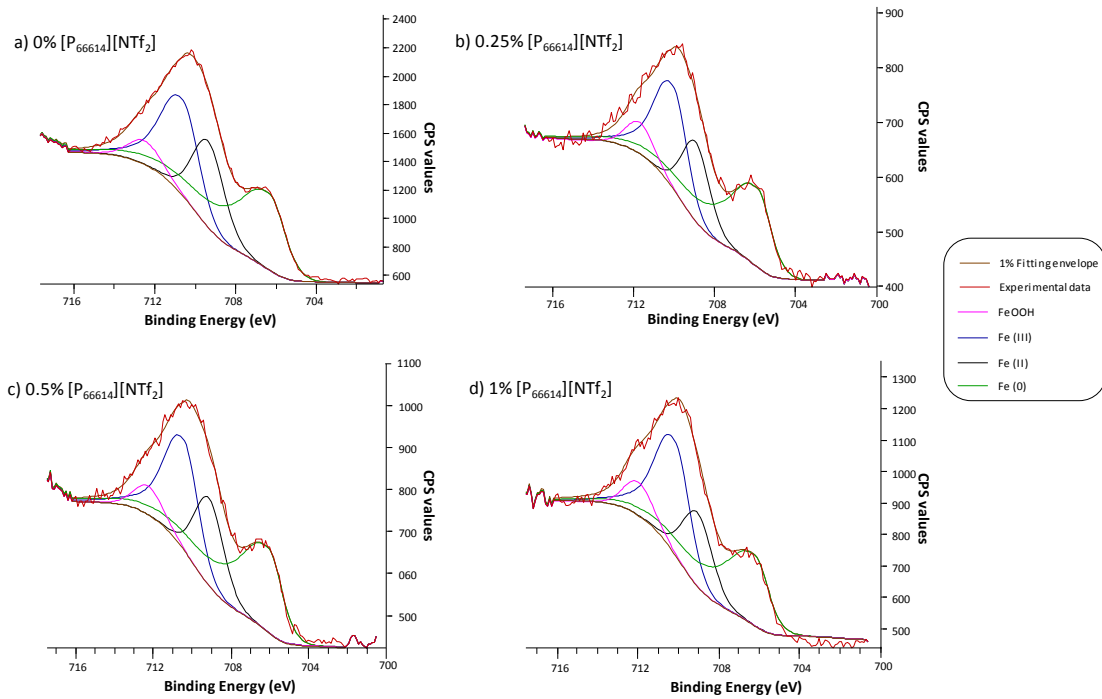 a) 0% [P66614][NTf2]
2400
2200
2000
1800
1600
1400
1200
1000
800
600
CPS values
716
712
708
704
Binding Energy (eV)
b) 0.25% [P66614][NTf2]
900
800
700
600
500
400
CPS values
716
712
708
704
700
Binding Energy (eV)
c) 0.5% [P66614][NTf2]
1100
1000
900
800
760
060
500
CPS values
716
712
708
704
700
Binding Energy (eV)
d) 1% [P66614][NTf2]
1300
1200
1100
1000
900
800
700
600
500
CPS values
716
712
708
704
700
Binding Energy (eV)
1% Fitting envelope
Experimental data
FeOOH
Fe (III)
Fe (II)
Fe (0)